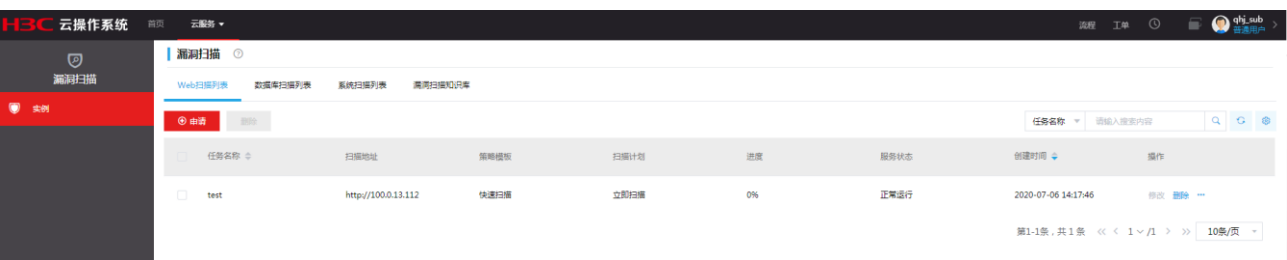 H3C 云操作系统 首页 云服务 流程 工单 qhj_sub
普通用户
漏洞扫描
漏洞扫描
Web扫描列表 数据库扫描列表 系统扫描列表 漏洞扫描知识库
实例
申请 删除 任务名称 请输入搜索内容
任务名称 扫描地址 策略模板 扫描计划 进度 服务状态 创建时间 操作
test http://100.0.13.112 快速扫描 立即扫描 0% 正常运行 2020-07-06 14:17:46 修改 删除 ···
第1-1条，共 1 条 << < 1 /1 > >> 10条/页